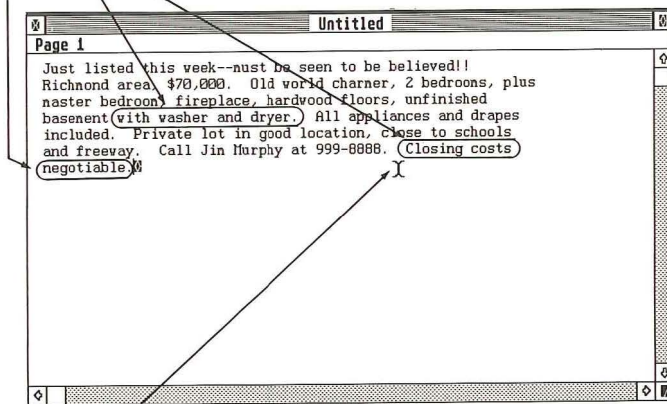 Untitled
Page 1
Just listed this week--must be seen to be believed!!
Richmond area, $70,000. Old world charmer, 2 bedrooms, plus
master bedroom, fireplace, hardwood floors, unfinished
basement with washer and dryer. All appliances and drapes
included. Private lot in good location, close to schools
and freeway. Call Jim Murphy at 999-8888. Closing costs
negotiable.